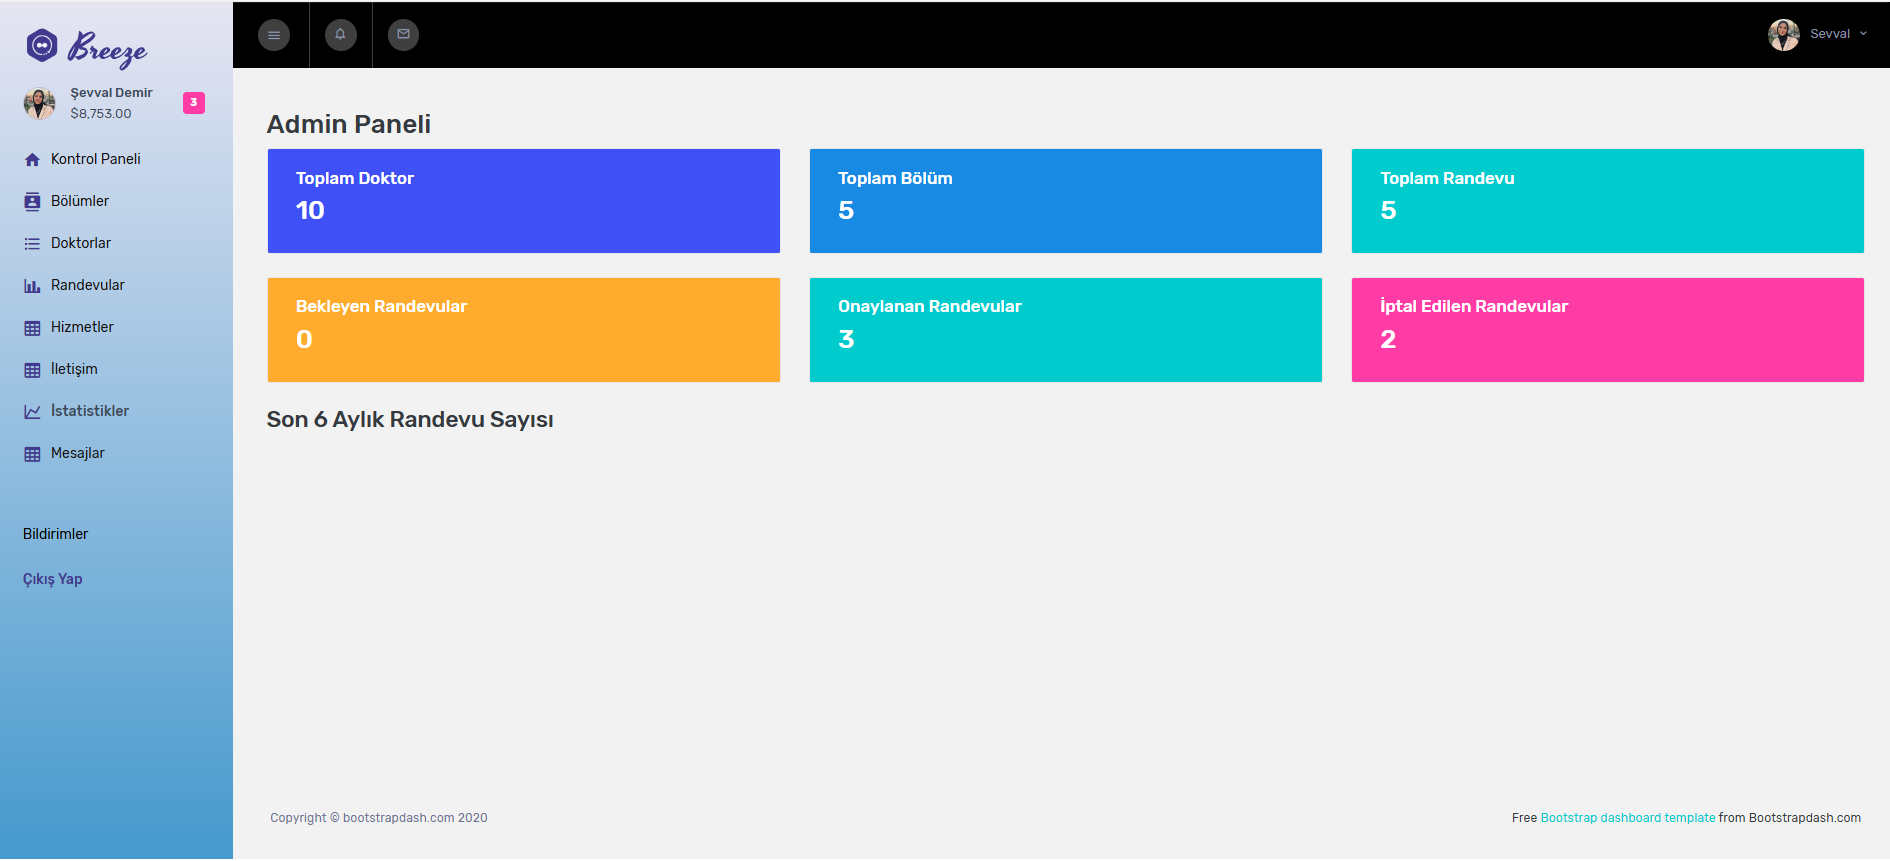 Breeze
Şevval Demir
$8,753.00
3
Kontrol Paneli
Bölümler
Doktorlar
Randevular
Hizmetler
İletişim
İstatistikler
Mesajlar
Bildirimler
Çıkış Yap
Sevval
Admin Paneli
Toplam Doktor
10
Toplam Bölüm
5
Toplam Randevu
5
Bekleyen Randevular
0
Onaylanan Randevular
3
İptal Edilen Randevular
2
Son 6 Aylık Randevu Sayısı
Copyright © bootstrapdash.com 2020
Free Bootstrap dashboard template from Bootstrapdash.com